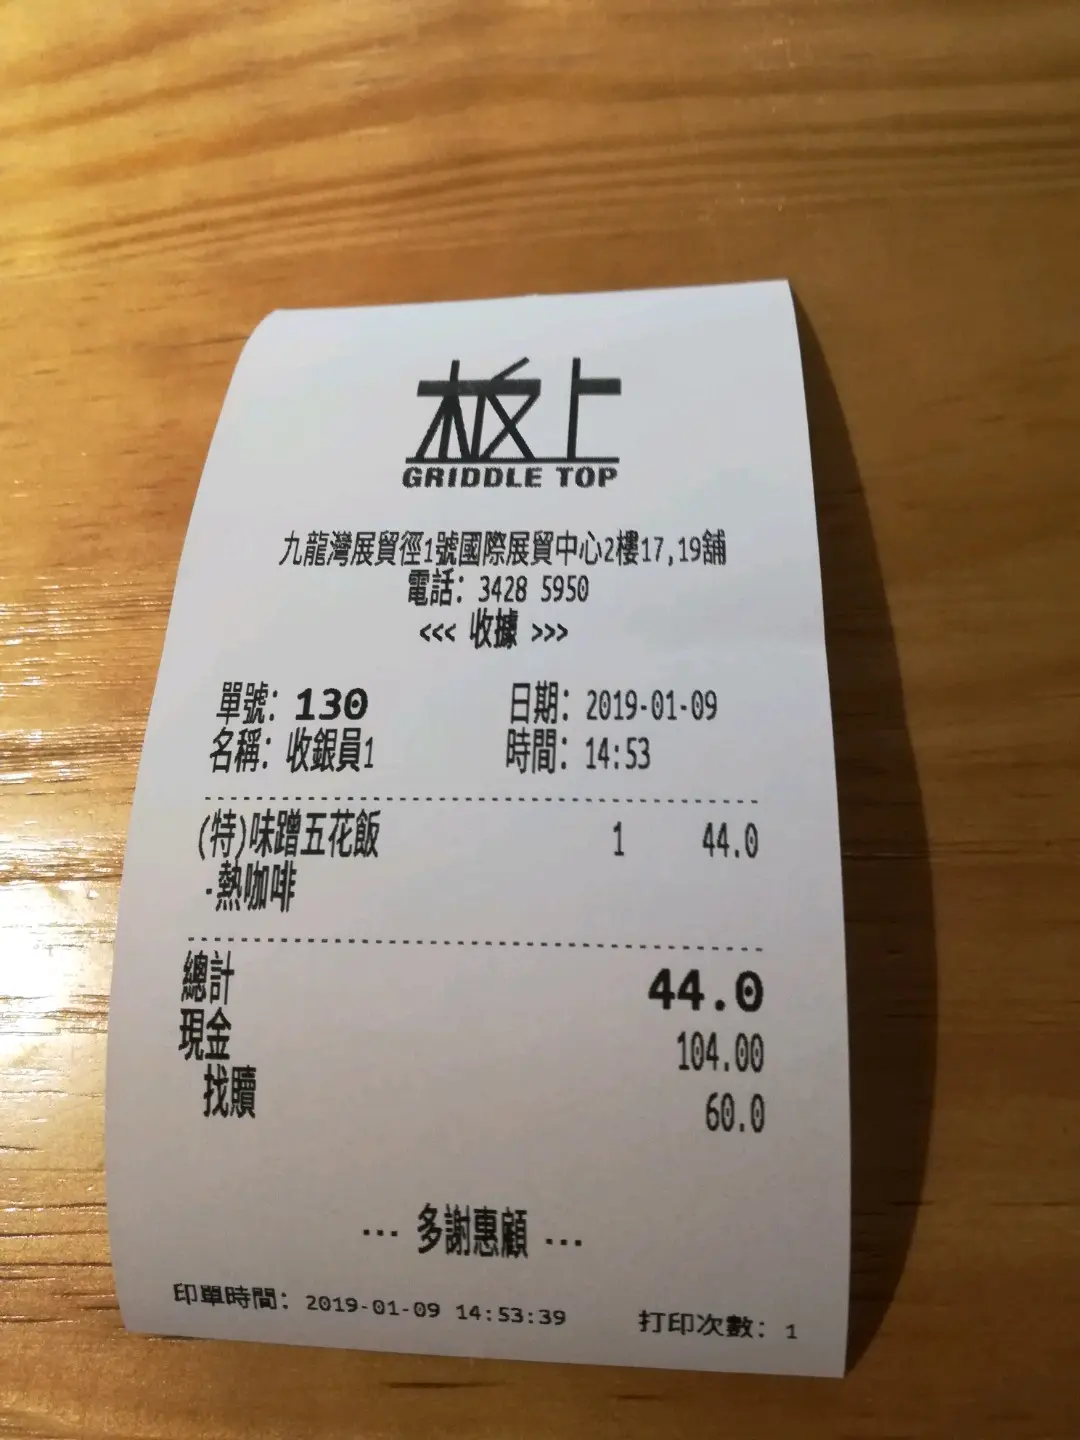 板上
GRIDDLE TOP
九龍灣展貿徑1號國際展貿中心2樓17,19舖
電話: 3428 5950
<<< 收據 >>>
單號: 130 日期: 2019-01-09
名稱: 收銀員1 時間: 14:53
(特)味蹭五花飯 1 44.0
-熱咖啡
總計 44.0
現金 104.00
找贖 60.0
--- 多謝惠顧 ---
印單時間: 2019-01-09 14:53:39 打印次數: 1